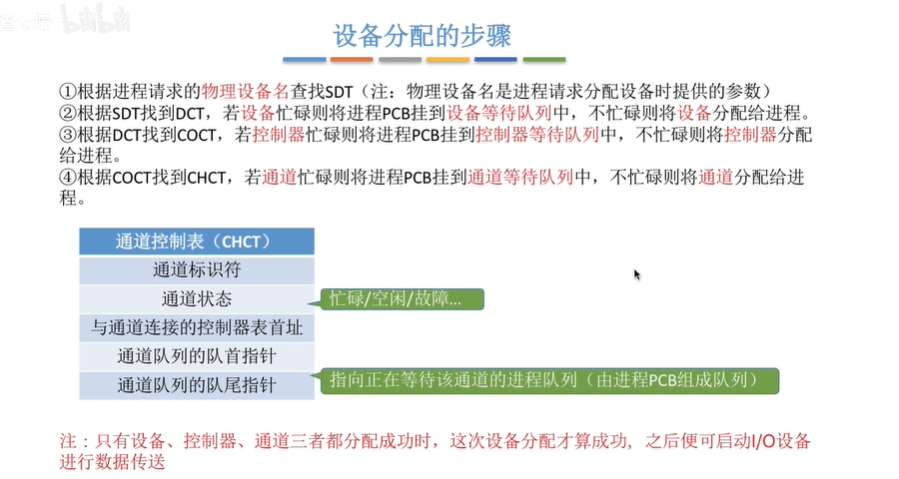 bilibili
设备分配的步骤
①根据进程请求的物理设备名查找SDT（注：物理设备名是进程请求分配设备时提供的参数）
②根据SDT找到DCT，若设备忙碌则将进程PCB挂到设备等待队列中，不忙碌则将设备分配给进程。
③根据DCT找到COCT，若控制器忙碌则将进程PCB挂到控制器等待队列中，不忙碌则将控制器分配
给进程。
④根据COCT找到CHCT，若通道忙碌则将进程PCB挂到通道等待队列中，不忙碌则将通道分配给进
程。
通道控制表（CHCT）
通道标识符
通道状态
忙碌/空闲/故障...
与通道连接的控制器表首址
通道队列的队首指针
通道队列的队尾指针
指向正在等待该通道的进程队列（由进程PCB组成队列）
注：只有设备、控制器、通道三者都分配成功时，这次设备分配才算成功，之后便可启动I/O设备
进行数据传送